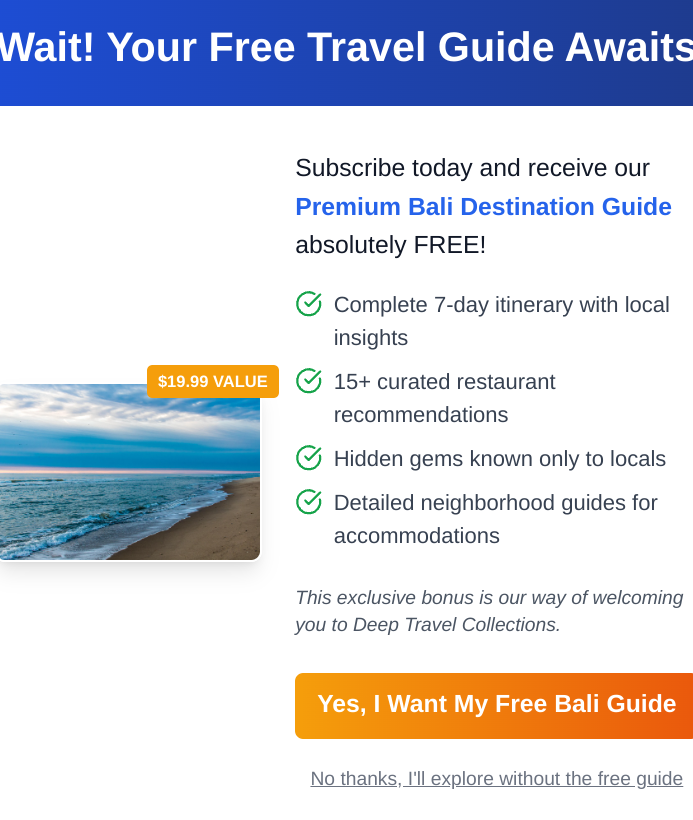 Wait! Your Free Travel Guide Awaits
Subscribe today and receive our
Premium Bali Destination Guide
absolutely FREE!
Complete 7-day itinerary with local
insights
$19.99 VALUE
15+ curated restaurant
recommendations
Hidden gems known only to locals
Detailed neighborhood guides for
accommodations
This exclusive bonus is our way of welcoming
you to Deep Travel Collections.
Yes, I Want My Free Bali Guide
No thanks, I'll explore without the free guide